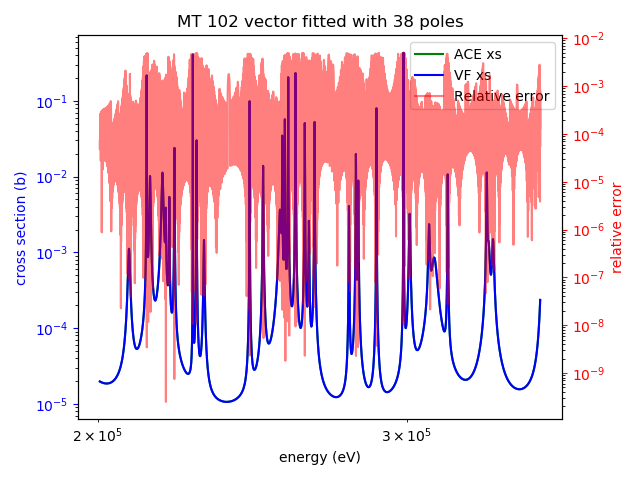 MT 102 vector fitted with 38 poles
ACE xs
VF xs
Relative error
cross section (b)
10⁻¹
10⁻²
10⁻³
10⁻⁴
10⁻⁵
relative error
10⁻²
10⁻³
10⁻⁴
10⁻⁵
10⁻⁶
10⁻⁷
10⁻⁸
10⁻⁹
2 × 10⁵
3 × 10⁵
energy (eV)